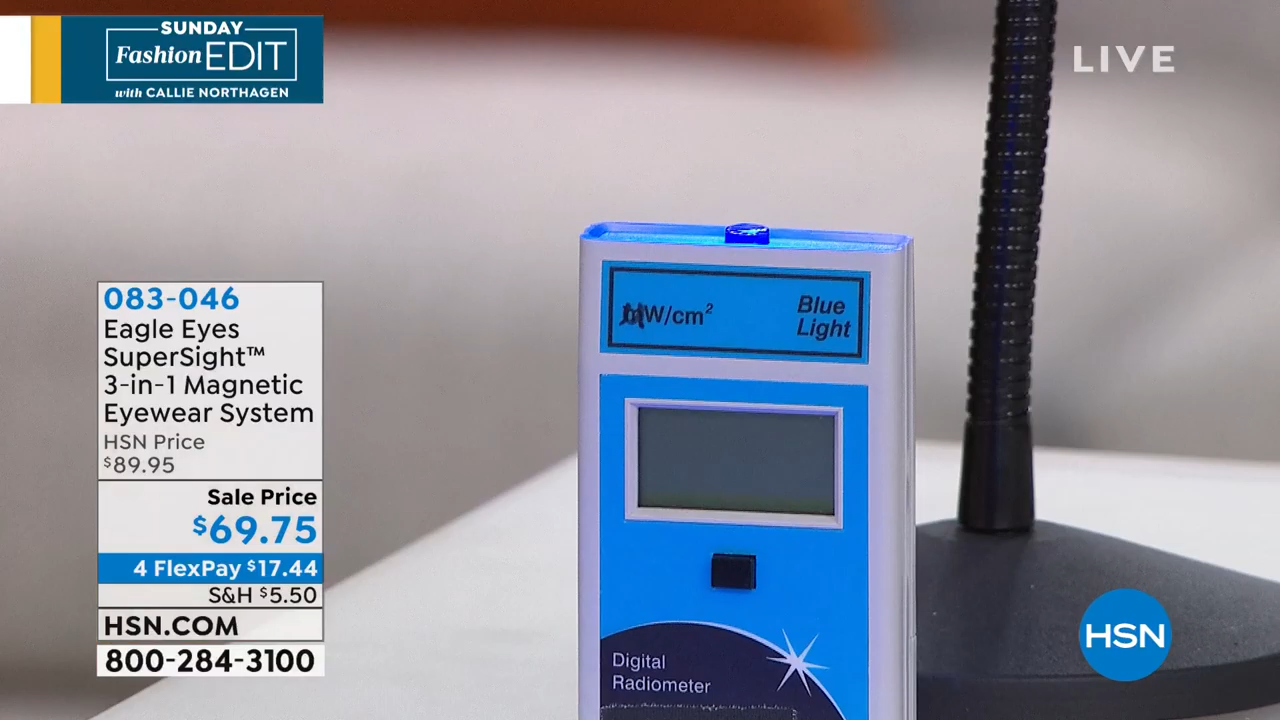 SUNDAY
Fashion EDIT
with CALLIE NORTHAGEN
LIVE
083-046
Eagle Eyes
SuperSight™
3-in-1 Magnetic
Eyewear System
HSN Price
$89.95
Sale Price
$69.75
4 FlexPay $17.44
S&H $5.50
HSN.COM
800-284-3100
W/cm²
Blue
Light
Digital
Radiometer
HSN